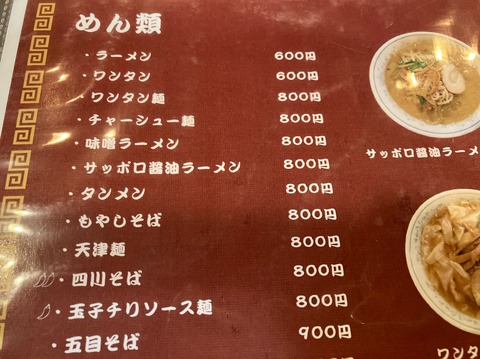 めん類
・ラーメン 600円
・ワンタン 600円
・ワンタン麺 800円
・チャーシュー麺 800円
・味噌ラーメン 800円
・サッポロ醤油ラーメン 800円
・タンメン 800円
・もやしそば 800円
・天津麺 800円
・四川そば 800円
・玉子チリソース麺 800円
・五目そば 900円
サッポロ醤油ラーメ
ワンタ